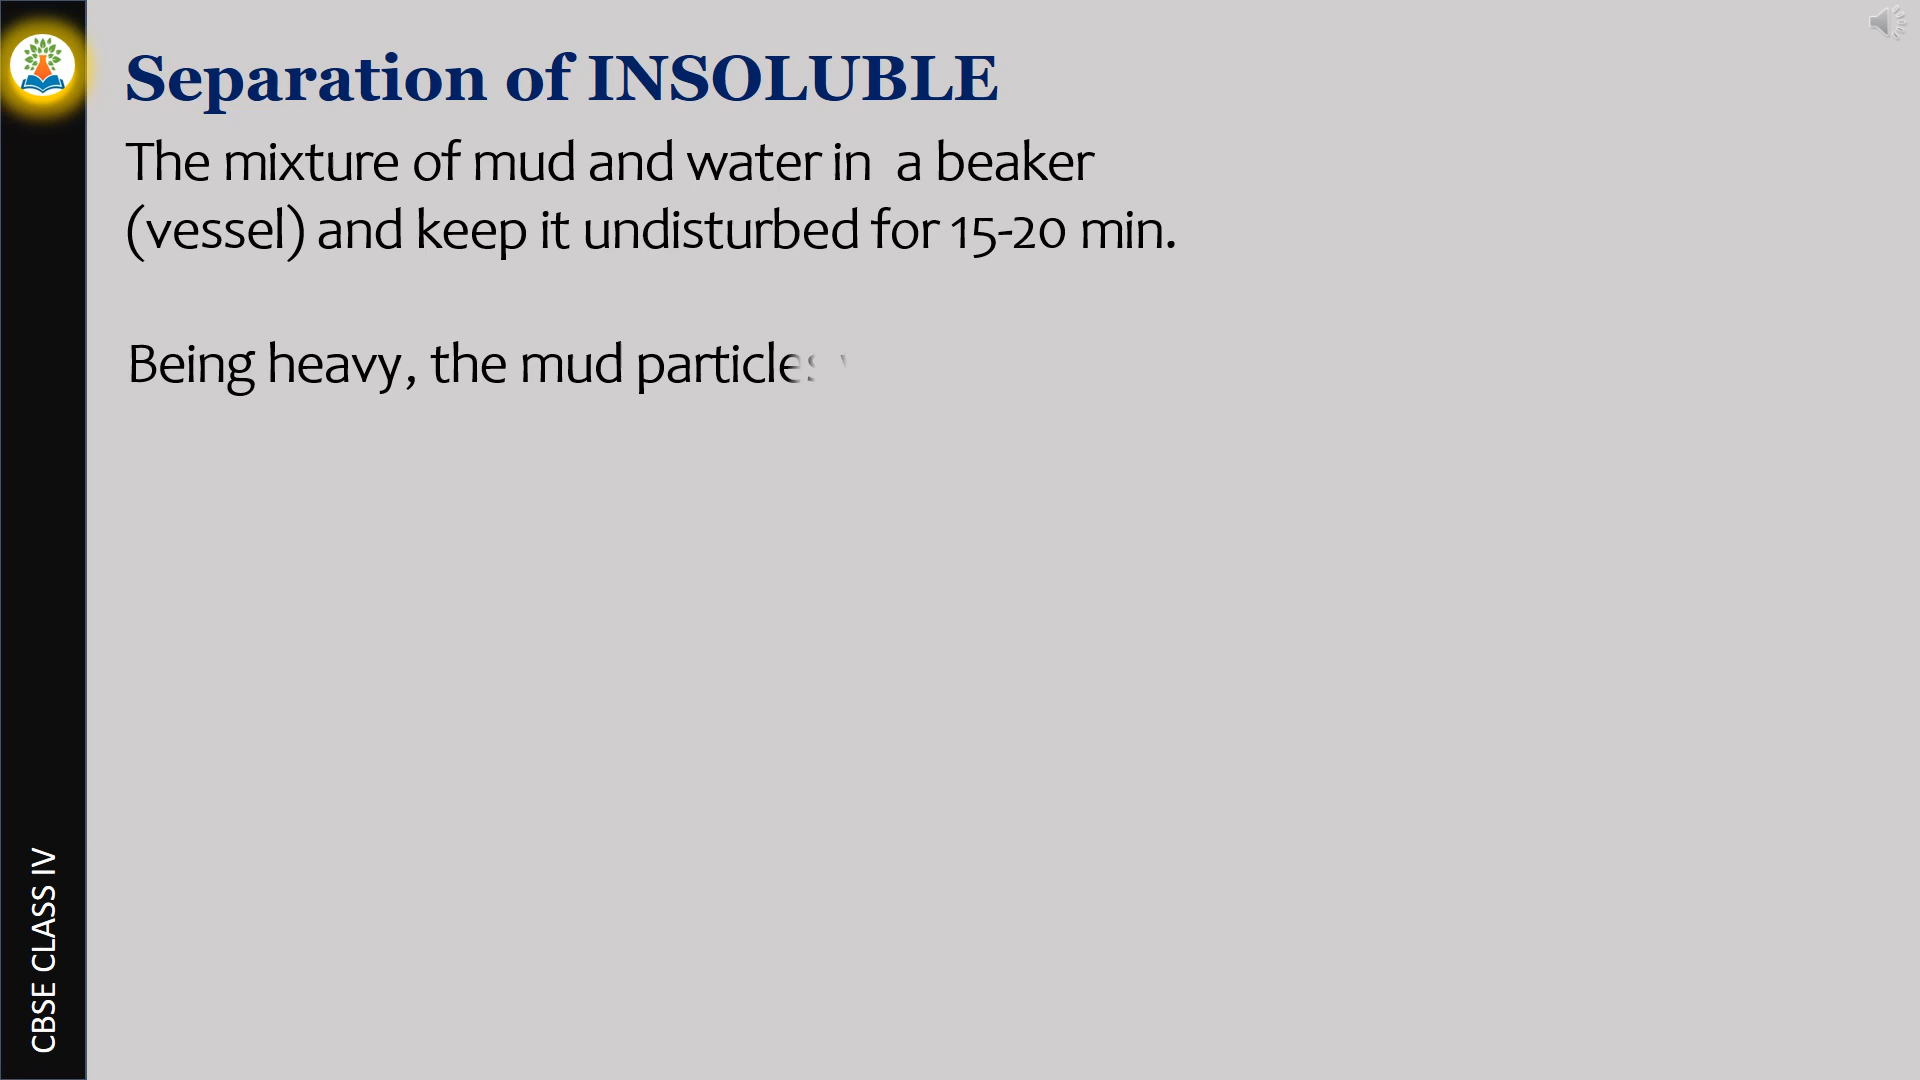 Separation of INSOLUBLE
The mixture of mud and water in a beaker
(vessel) and keep it undisturbed for 15-20 min.
Being heavy, the mud particles
CBSE CLASS IV